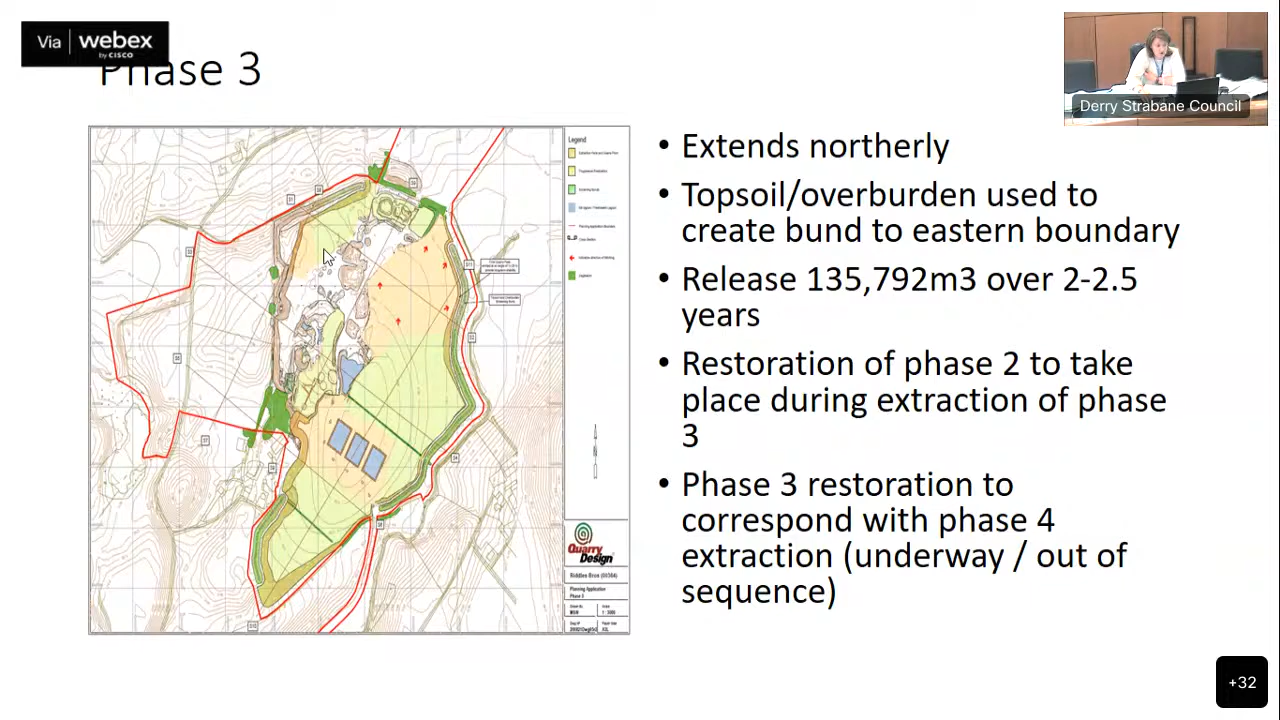 Via webex
by CISCO
Phase 3
Derry Strabane Council
• Extends northerly
• Topsoil/overburden used to
create bund to eastern boundary
• Release 135,792m3 over 2-2.5
years
• Restoration of phase 2 to take
place during extraction of phase
3
• Phase 3 restoration to
correspond with phase 4
extraction (underway / out of
sequence)
Legend
Quarry
Design
Planning Application
Phase 3
+32